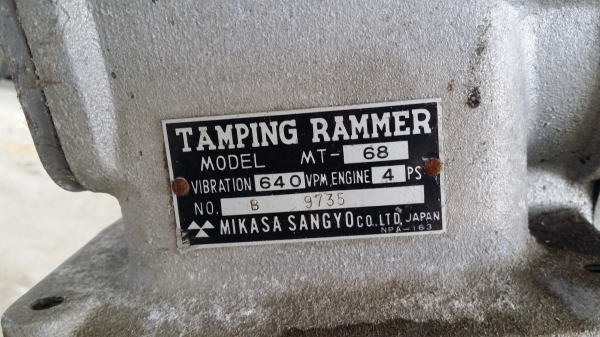 TAMPING RAMMER
MODEL MT- 68
VIBRATION 640 VPM, ENGINE 4 PS
NO. B 9735
MIKASA SANGYO CO., LTD, JAPAN
NPA-163